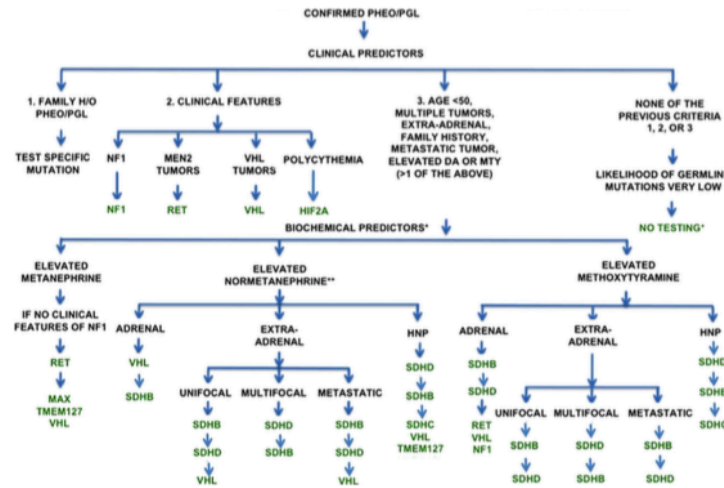 CONFIRMED PHEO/PGL
CLINICAL PREDICTORS
1. FAMILY H/O
PHEO/PGL
TEST SPECIFIC
MUTATION
2. CLINICAL FEATURES
NF1
NF1
MEN2
TUMORS
RET
VHL
TUMORS
VHL
POLYCYTHEMIA
HIF2A
3. AGE <50,
MULTIPLE TUMORS,
EXTRA-ADRENAL,
FAMILY HISTORY,
METASTATIC TUMOR,
ELEVATED DA OR MTY
(>1 OF THE ABOVE)
NONE OF THE
PREVIOUS CRITERIA
1, 2, OR 3
LIKELIHOOD OF GERMLIN
MUTATIONS VERY LOW
NO TESTING*
BIOCHEMICAL PREDICTORS*
ELEVATED
METANEPHRINE
IF NO CLINICAL
FEATURES OF NF1
RET
MAX
TMEM127
VHL
ELEVATED
NORMETANEPHRINE**
ADRENAL
VHL
SDHB
EXTRA-
ADRENAL
UNIFOCAL
SDHB
SDHD
VHL
MULTIFOCAL
SDHD
SDHB
METASTATIC
SDHB
SDHD
VHL
HNP
SDHD
SDHB
SDHC
VHL
TMEM127
ELEVATED
METHOXYTYRAMINE
ADRENAL
SDHB
SDHD
RET
VHL
NF1
EXTRA-
ADRENAL
UNIFOCAL
SDHB
SDHD
MULTIFOCAL
SDHD
SDHB
METASTATIC
SDHB
SDHD
HNP
SDHD
SDHB
SDHC